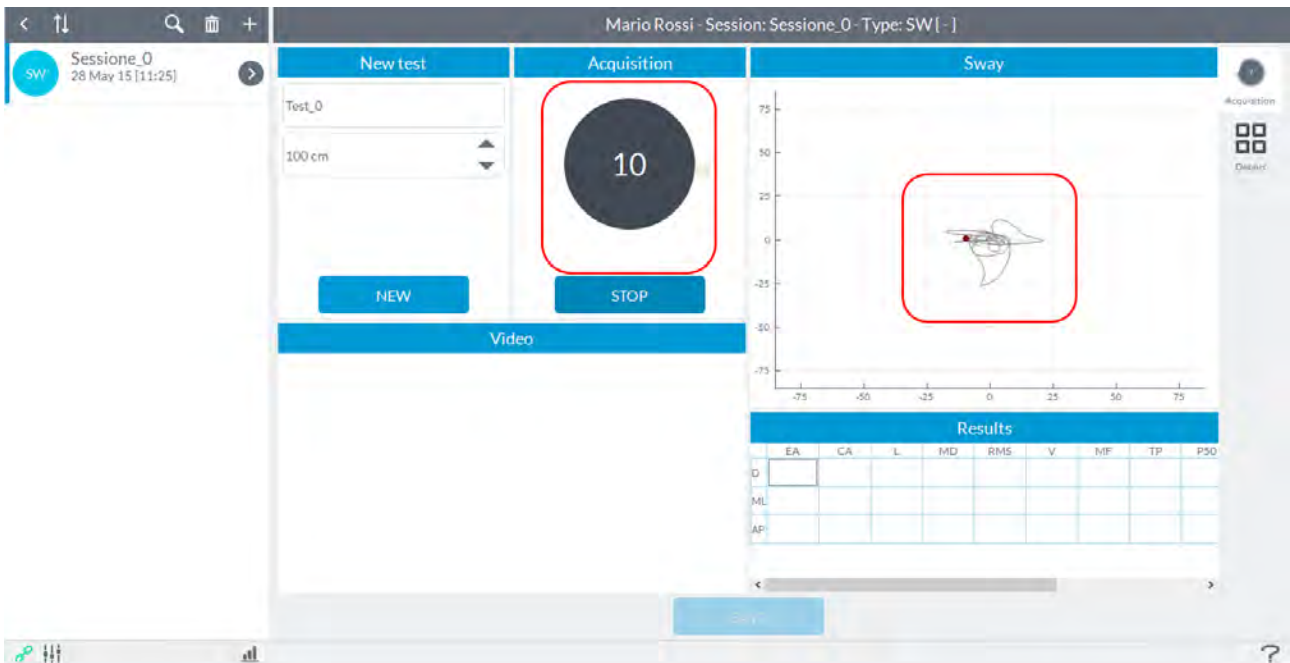 Mario Rossi - Session: Sessione_0 - Type: SW [ - ]
SW
Sessione_0
28 May 15 [11:25]
New test
Test_0
100 cm
NEW
Acquisition
10
STOP
Video
Sway
75
50
25
0
-25
-50
-75
-75 -50 -25 0 25 50 75
Results
EA CA L MD RMS V MF TP P50
D
ML
AP
Acquisition
?